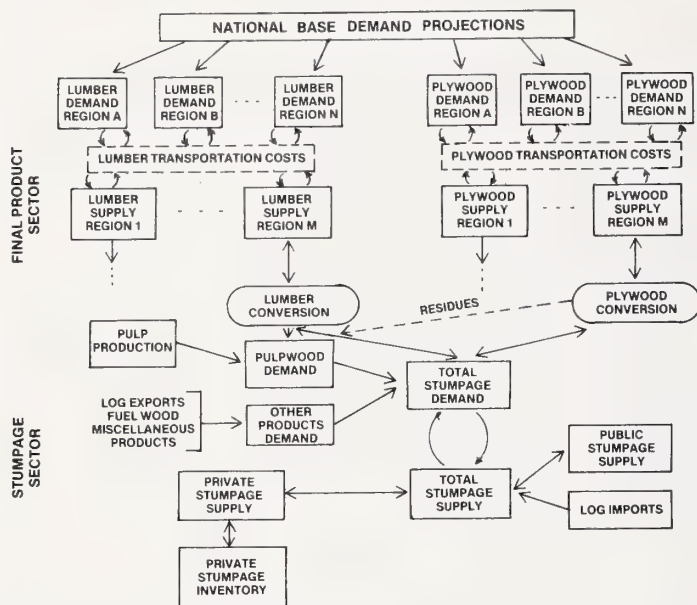 NATIONAL BASE DEMAND PROJECTIONS
LUMBER
DEMAND
REGION A
LUMBER
DEMAND
REGION B
LUMBER
DEMAND
REGION N
PLYWOOD
DEMAND
REGION A
PLYWOOD
DEMAND
REGION B
PLYWOOD
DEMAND
REGION N
LUMBER TRANSPORTATION COSTS
PLYWOOD TRANSPORTATION COSTS
FINAL PRODUCT
SECTOR
LUMBER
SUPPLY
REGION 1
LUMBER
SUPPLY
REGION M
PLYWOOD
SUPPLY
REGION 1
PLYWOOD
SUPPLY
REGION M
LUMBER
CONVERSION
RESIDUES
PLYWOOD
CONVERSION
PULP
PRODUCTION
PULPWOOD
DEMAND
TOTAL
STUMPAGE
DEMAND
STUMPAGE
SECTOR
LOG EXPORTS
FUEL WOOD
MISCELLANEOUS
PRODUCTS
OTHER
PRODUCTS
DEMAND
PUBLIC
STUMPAGE
SUPPLY
PRIVATE
STUMPAGE
SUPPLY
TOTAL
STUMPAGE
SUPPLY
LOG IMPORTS
PRIVATE
STUMPAGE
INVENTORY